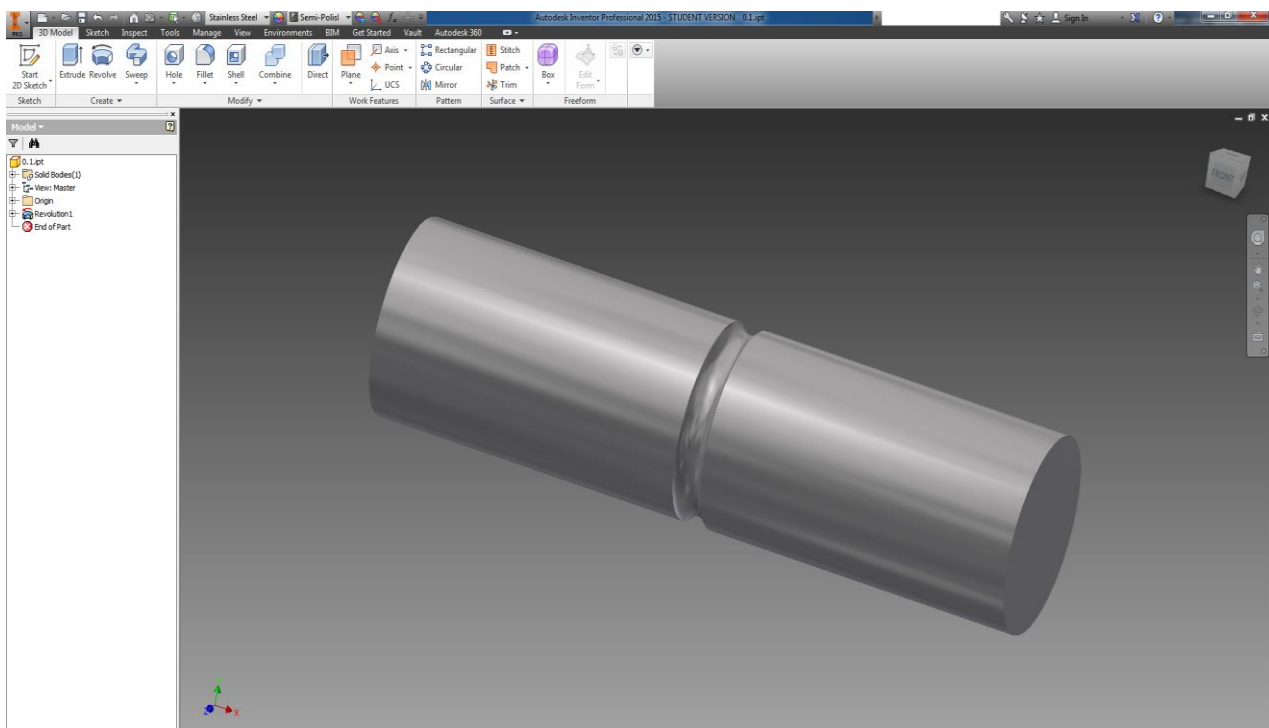 Stainless Steel Semi-Polisl Autodesk Inventor Professional 2015 - STUDENT VERSION 0.1.ipt Sign In
PRO 3D Model Sketch Inspect Tools Manage View Environments BIM Get Started Vault Autodesk 360
Start
2D Sketch
Extrude Revolve Sweep Hole Fillet Shell Combine Direct Plane
Axis
Point
UCS
Rectangular
Circular
Mirror
Stitch
Patch
Trim
Box
Edit
Form
Sketch Create Modify Work Features Pattern Surface Freeform
Model
0.1.ipt
Solid Bodies(1)
View: Master
Origin
Revolution1
End of Part
FRONT
Y
Z X